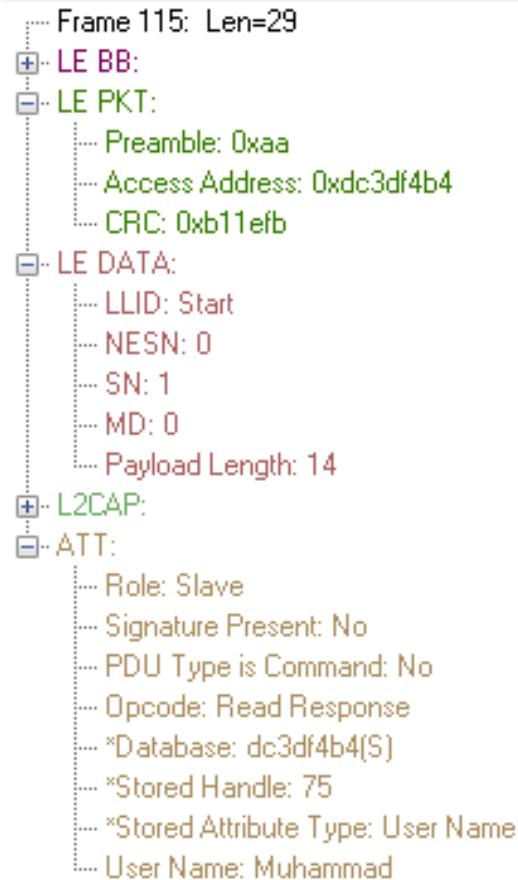 Frame 115: Len=29
LE BB:
LE PKT:
Preamble: 0xaa
Access Address: 0xdc3df4b4
CRC: 0xb11efb
LE DATA:
LLID: Start
NESN: 0
SN: 1
MD: 0
Payload Length: 14
L2CAP:
ATT:
Role: Slave
Signature Present: No
PDU Type is Command: No
Opcode: Read Response
*Database: dc3df4b4(S)
*Stored Handle: 75
*Stored Attribute Type: User Name
User Name: Muhammad